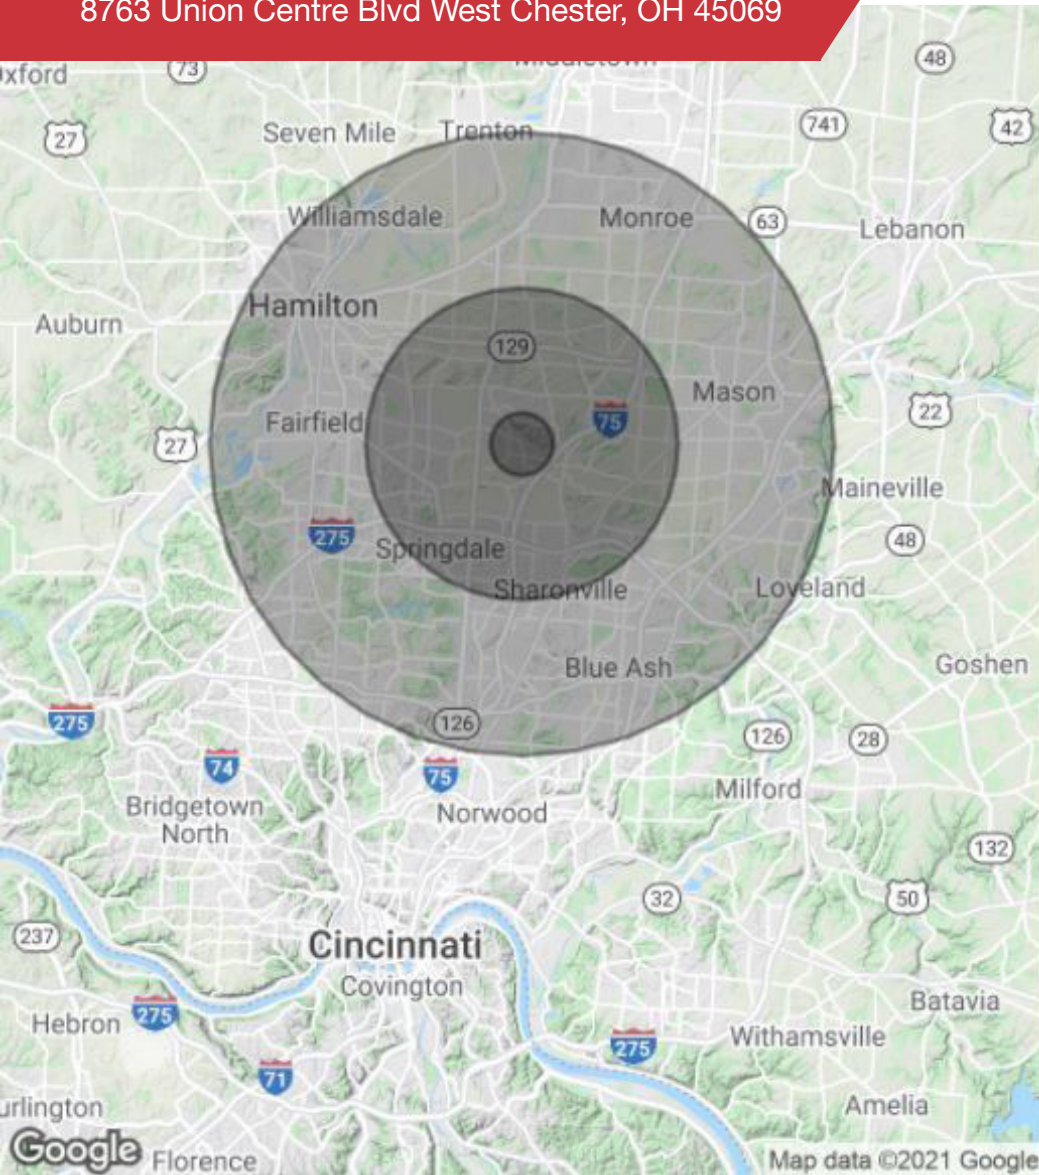 8763 Union Centre Blvd West Chester, OH 45069
Middletown
48
xford
73
27
Seven Mile
Trenton
741
42
Williamsdale
Monroe
63
Lebanon
Hamilton
Auburn
129
Mason
75
22
Fairfield
27
Maineville
275
48
Springdale
Sharonville
Loveland
Blue Ash
Goshen
275
126
126
28
74
75
Milford
Bridgetown
North
Norwood
132
32
50
237
Cincinnati
Covington
Batavia
275
Hebron
275
Withamsville
71
urlington
Amelia
Google
Florence
Map data ©2021 Google